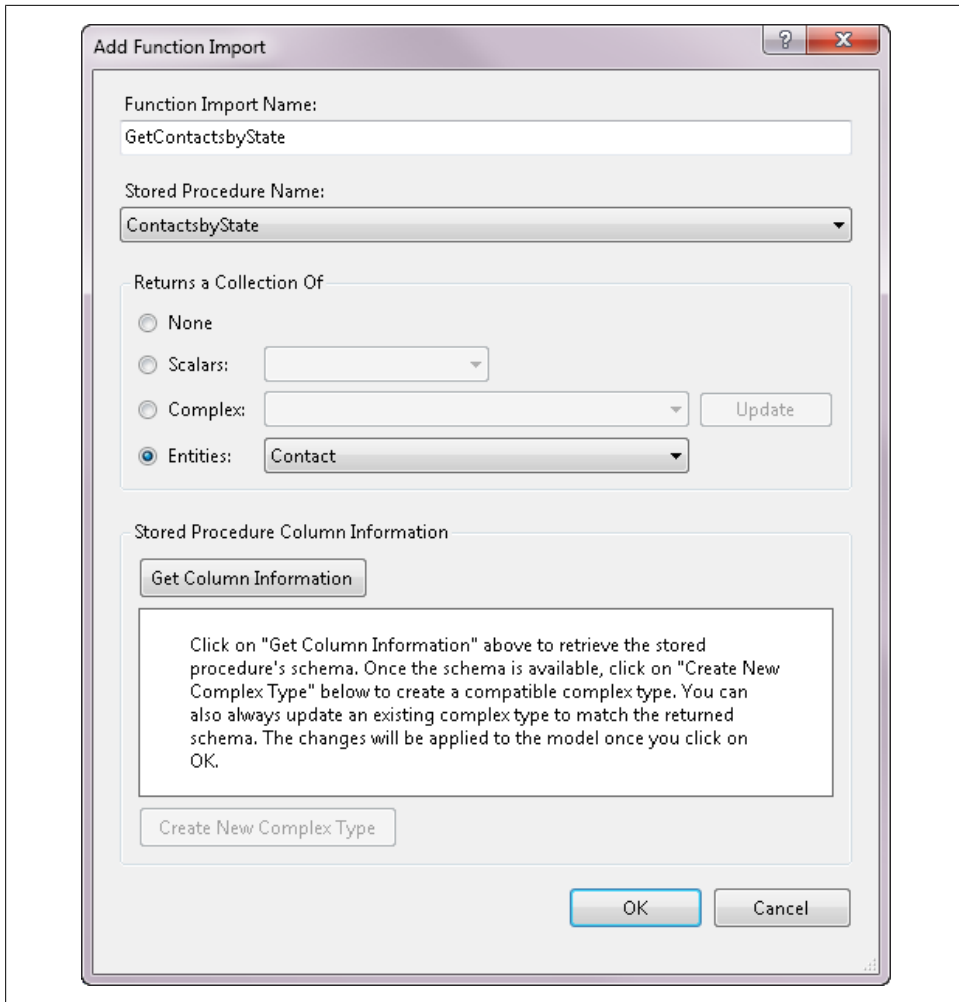 Add Function Import
Function Import Name:
GetContactsbyState
Stored Procedure Name:
ContactsbyState
Returns a Collection Of
None
Scalars:
Complex:
Update
Entities:
Contact
Stored Procedure Column Information
Get Column Information
Click on "Get Column Information" above to retrieve the stored
procedure's schema. Once the schema is available, click on "Create New
Complex Type" below to create a compatible complex type. You can
also always update an existing complex type to match the returned
schema. The changes will be applied to the model once you click on
OK.
Create New Complex Type
OK
Cancel